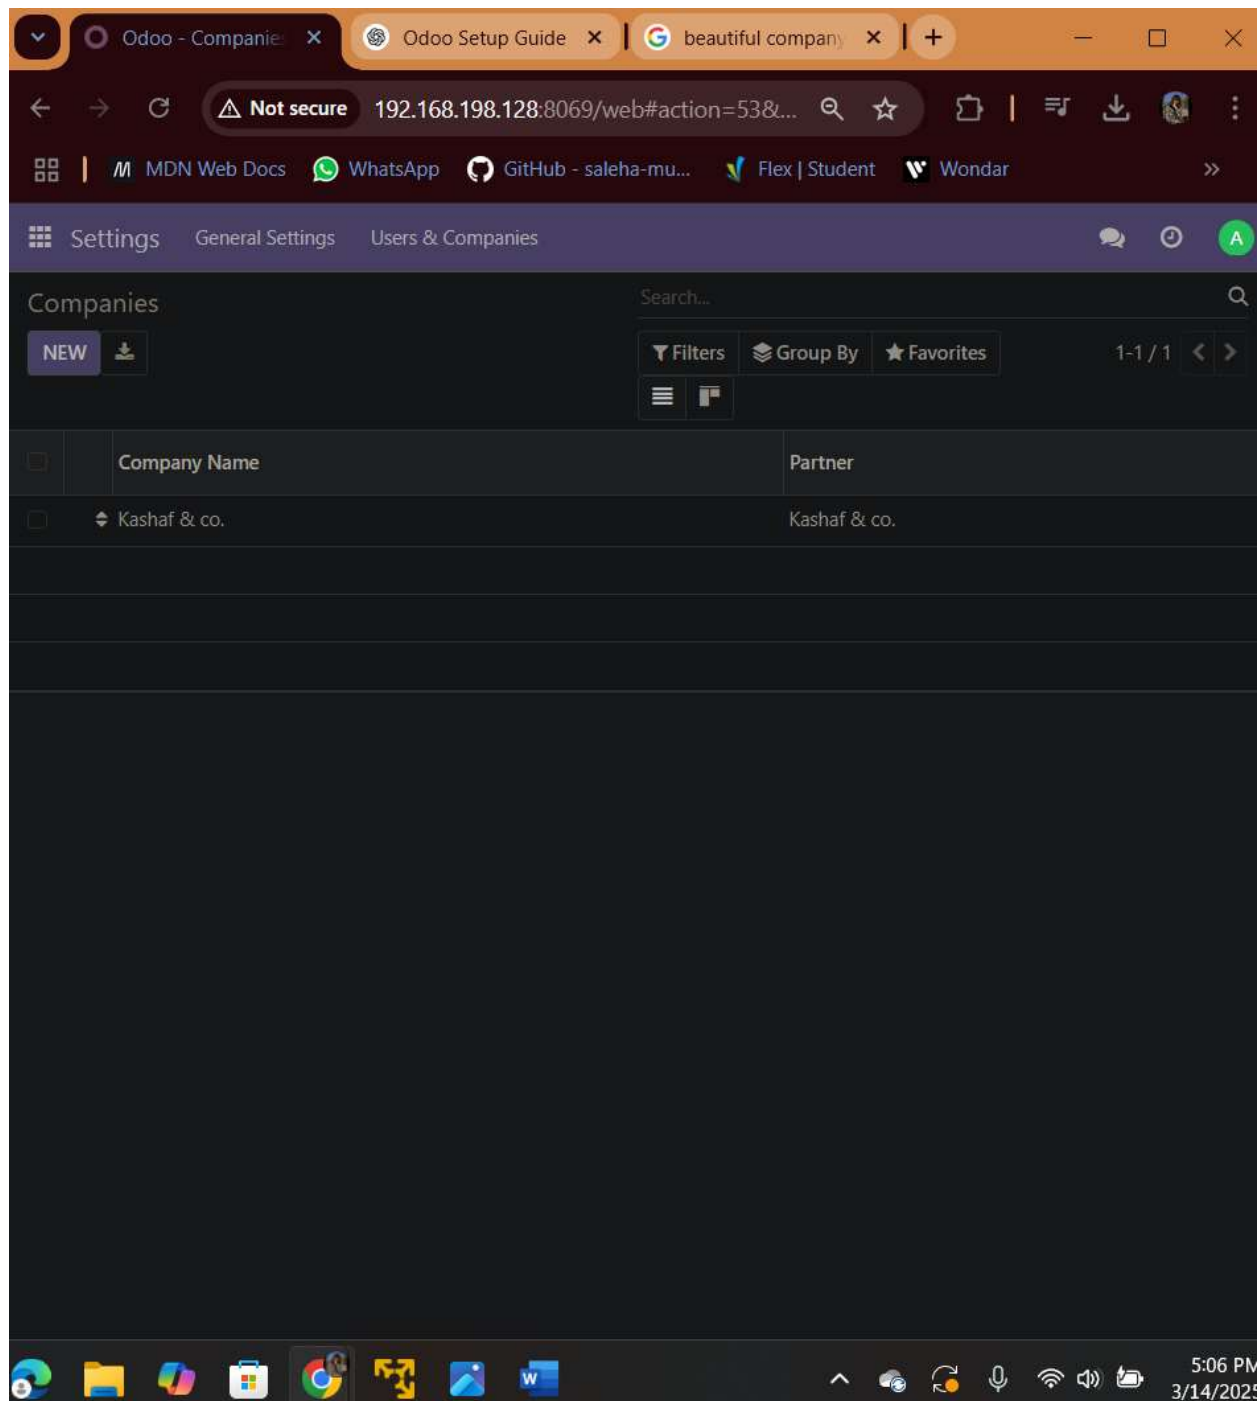 Odoo - Companie
Odoo Setup Guide
beautiful company
Not secure
192.168.198.128:8069/web#action=53&...
MDN Web Docs
WhatsApp
GitHub - saleha-mu...
Flex | Student
Wondar
Settings
General Settings
Users & Companies
A
Companies
Search...
NEW
Filters
Group By
Favorites
1-1 / 1
Company Name
Partner
Kashaf & co.
Kashaf & co.
5:06 PM
3/14/2025